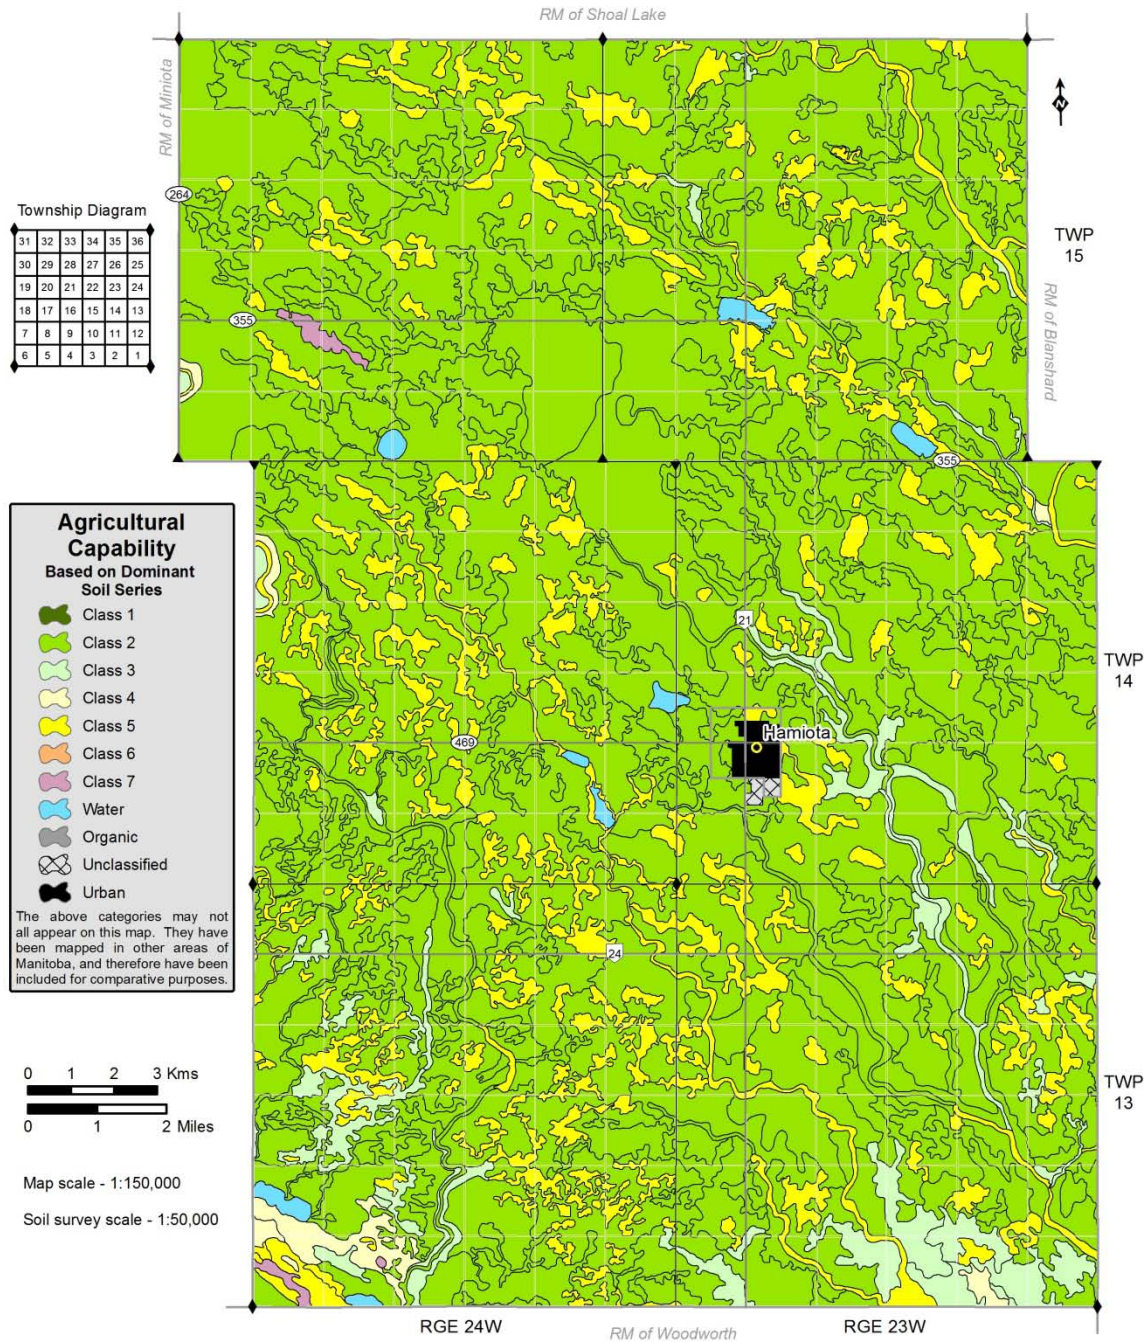 RM of Shoal Lake
RM of Miniota
264
Township Diagram
31 32 33 34 35 36
30 29 28 27 26 25
19 20 21 22 23 24
18 17 16 15 14 13
7 8 9 10 11 12
6 5 4 3 2 1
355
N
TWP
15
RM of Blanshard
355
Agricultural
Capability
Based on Dominant
Soil Series
Class 1
Class 2
Class 3
Class 4
Class 5
Class 6
Class 7
Water
Organic
Unclassified
Urban
The above categories may not
all appear on this map. They have
been mapped in other areas of
Manitoba, and therefore have been
included for comparative purposes.
21
TWP
14
Hamiota
469
24
0 1 2 3 Kms
0 1 2 Miles
TWP
13
Map scale - 1:150,000
Soil survey scale - 1:50,000
RGE 24W
RM of Woodworth
RGE 23W